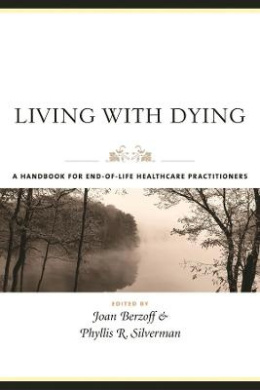 LIVING WITH DYING
A HANDBOOK FOR END-OF-LIFE HEALTHCARE PRACTITIONERS
EDITED BY
Joan Berzoff &
Phyllis R. Silverman